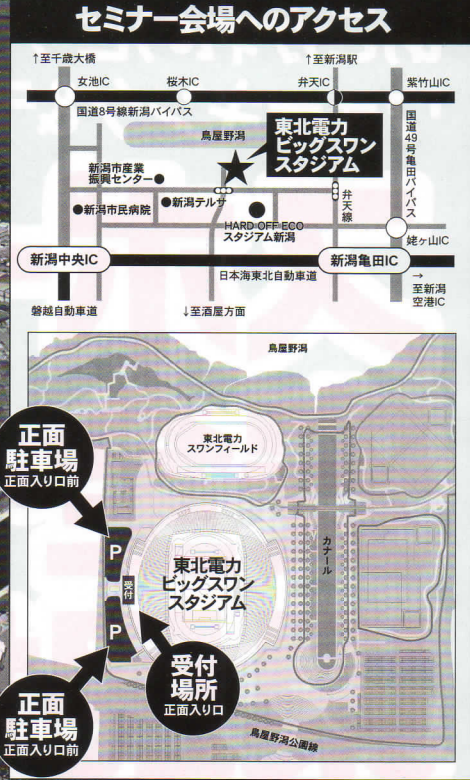 セミナー会場へのアクセス
↑至千歳大橋
↑至新潟駅
女池IC
桜木IC
弁天IC
紫竹山IC
国道8号線新潟バイパス
鳥屋野潟
東北電力
ビッグスワン
スタジアム
国道49号亀田バイパス
新潟市産業
振興センター●
●新潟市民病院
●新潟テルサ
弁天線
HARD OFF ECO
スタジアム新潟
姥ヶ山IC
新潟中央IC
新潟亀田IC
日本海東北自動車道
→
至新潟
空港IC
磐越自動車道
↓至酒屋方面
鳥屋野潟
東北電力
スワンフィールド
正面
駐車場
正面入り口前
P
受付
P
東北電力
ビッグスワン
スタジアム
カナール
受付
場所
正面入り口
正面
駐車場
正面入り口前
鳥屋野潟公園線